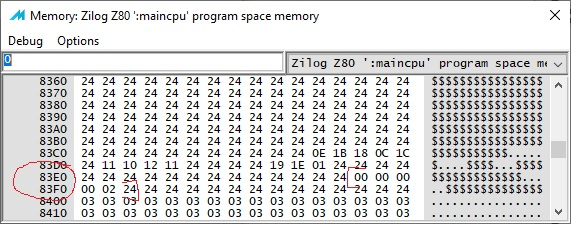 Memory: Zilog Z80 ':maincpu' program space memory
Debug Options
0 Zilog Z80 ':maincpu' program space me
8360 24 24 24 24 24 24 24 24 24 24 24 24 24 24 24 24 $$$$$$$$$$$$$$$$
8370 24 24 24 24 24 24 24 24 24 24 24 24 24 24 24 24 $$$$$$$$$$$$$$$$
8380 24 24 24 24 24 24 24 24 24 24 24 24 24 24 24 24 $$$$$$$$$$$$$$$$
8390 24 24 24 24 24 24 24 24 24 24 24 24 24 24 24 24 $$$$$$$$$$$$$$$$
83A0 24 24 24 24 24 24 24 24 24 24 24 24 24 24 24 24 $$$$$$$$$$$$$$$$
83B0 24 24 24 24 24 24 24 24 24 24 24 24 24 24 24 24 $$$$$$$$$$$$$$$$
83C0 24 24 24 24 24 24 24 24 24 24 24 0E 1B 18 0C 1C $$$$$$$$$$$.....
83D0 24 11 10 12 11 24 24 24 24 19 1E 01 24 24 24 24 $....$$$$...$$$$
83E0 24 24 24 24 24 24 24 24 24 24 24 24 24 00 00 00 $$$$$$$$$$$$$...
83F0 00 02 24 24 24 24 24 24 24 24 24 24 24 24 24 24 ..$$$$$$$$$$$$$$
8400 03 03 03 03 03 03 03 03 03 03 03 03 03 03 03 03 ................
8410 03 03 03 03 03 03 03 03 03 03 03 03 03 03 03 03 ................